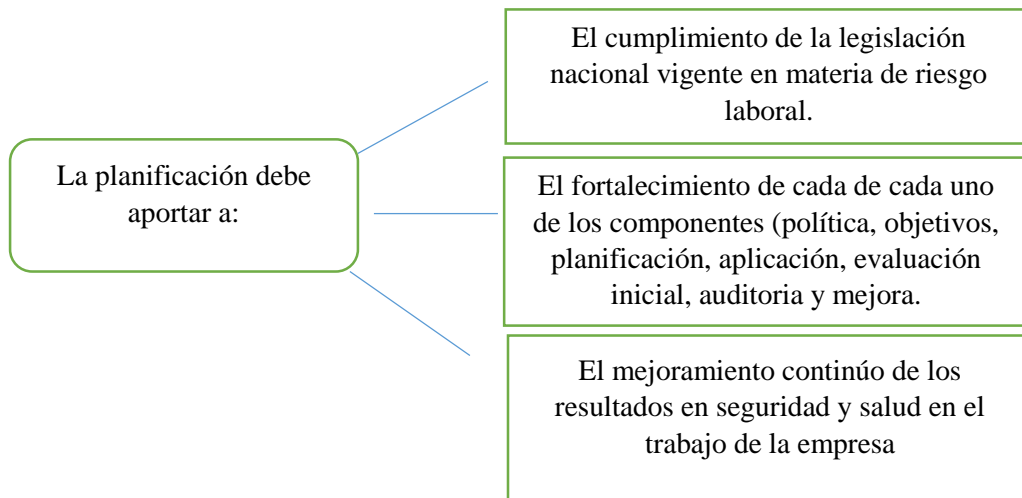 La planificación debe
aportar a:
El cumplimiento de la legislación
nacional vigente en materia de riesgo
laboral.
El fortalecimiento de cada de cada uno
de los componentes (política, objetivos,
planificación, aplicación, evaluación
inicial, auditoria y mejora.
El mejoramiento continúo de los
resultados en seguridad y salud en el
trabajo de la empresa